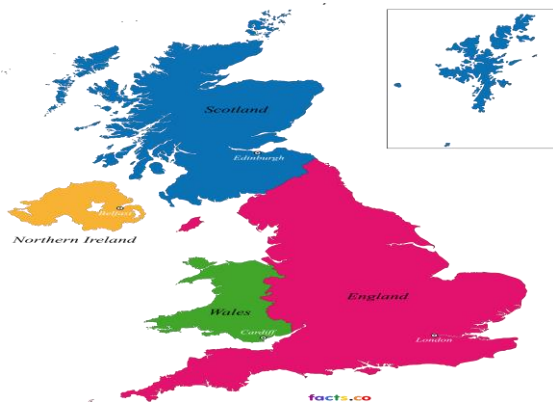 Scotland
Edinburgh
Belfast
Northern Ireland
England
Wales
Cardiff
London
facts.co